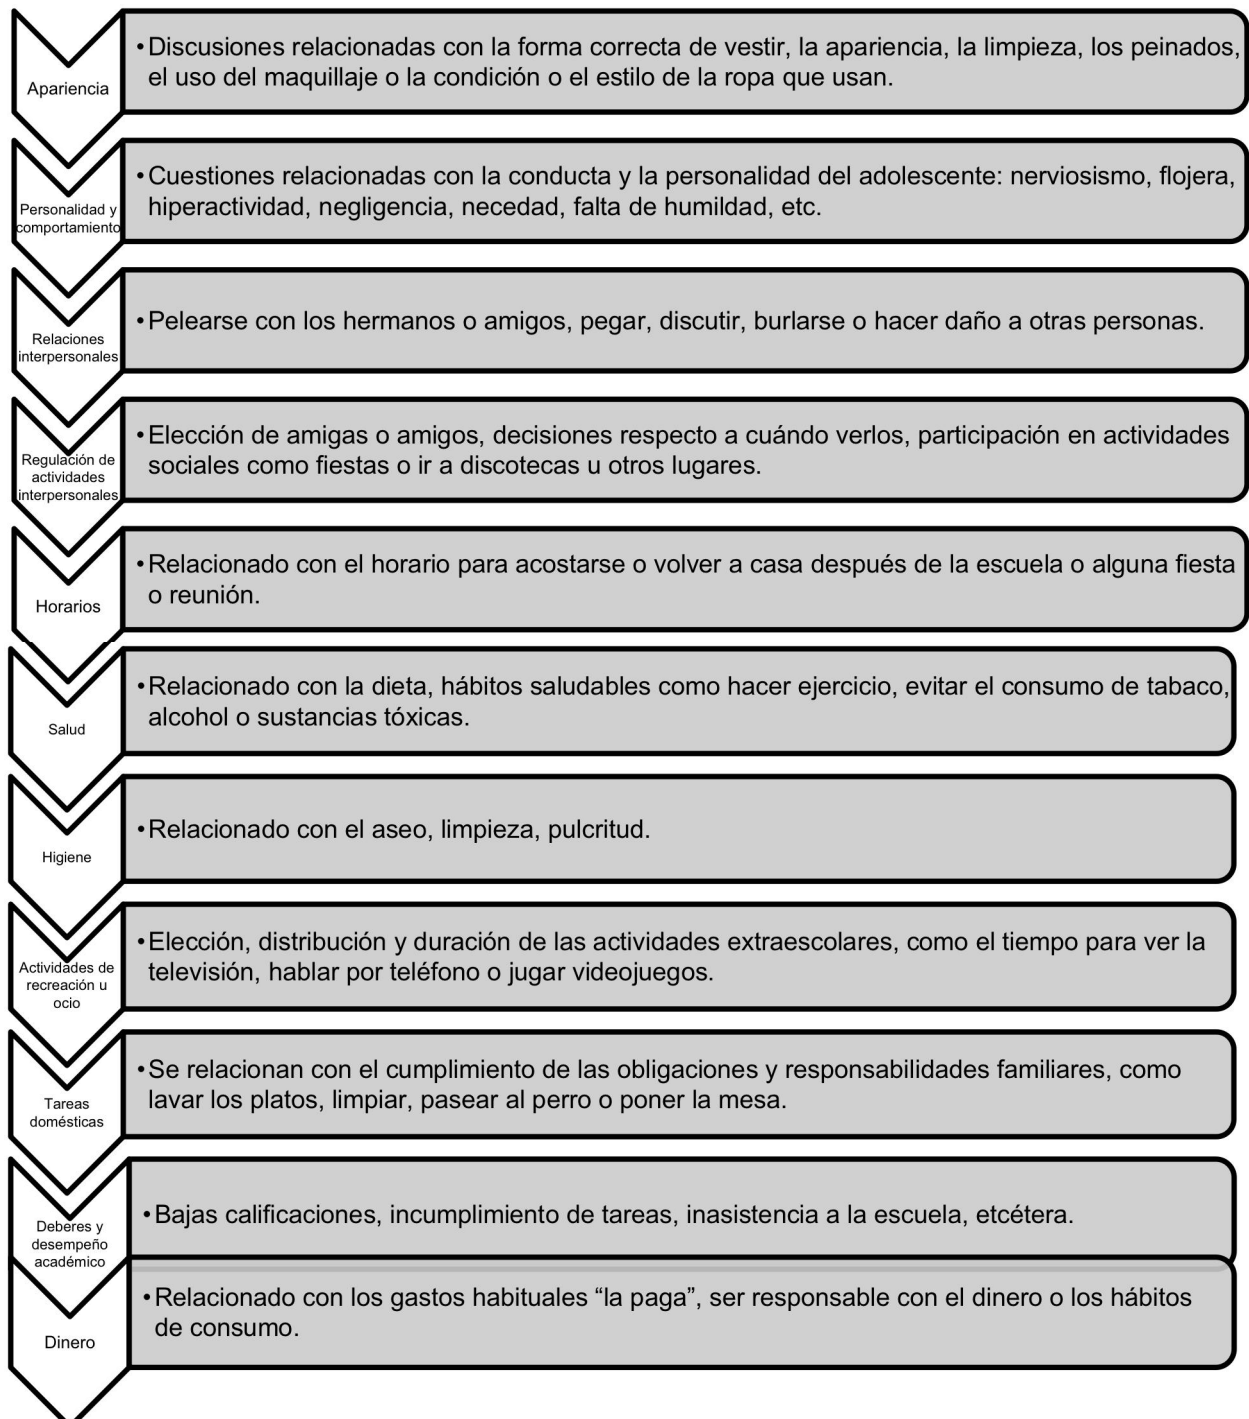 Apariencia
•Discusiones relacionadas con la forma correcta de vestir, la apariencia, la limpieza, los peinados,
el uso del maquillaje o la condición o el estilo de la ropa que usan.
Personalidad y
comportamiento
•Cuestiones relacionadas con la conducta y la personalidad del adolescente: nerviosismo, flojera,
hiperactividad, negligencia, necedad, falta de humildad, etc.
Relaciones
interpersonales
•Pelearse con los hermanos o amigos, pegar, discutir, burlarse o hacer daño a otras personas.
Regulación de
actividades
interpersonales
•Elección de amigas o amigos, decisiones respecto a cuándo verlos, participación en actividades
sociales como fiestas o ir a discotecas u otros lugares.
Horarios
•Relacionado con el horario para acostarse o volver a casa después de la escuela o alguna fiesta
o reunión.
Salud
•Relacionado con la dieta, hábitos saludables como hacer ejercicio, evitar el consumo de tabaco,
alcohol o sustancias tóxicas.
Higiene
•Relacionado con el aseo, limpieza, pulcritud.
Actividades de
recreación u
ocio
•Elección, distribución y duración de las actividades extraescolares, como el tiempo para ver la
televisión, hablar por teléfono o jugar videojuegos.
Tareas
domésticas
•Se relacionan con el cumplimiento de las obligaciones y responsabilidades familiares, como
lavar los platos, limpiar, pasear al perro o poner la mesa.
Deberes y
desempeño
académico
•Bajas calificaciones, incumplimiento de tareas, inasistencia a la escuela, etcétera.
Dinero
•Relacionado con los gastos habituales “la paga”, ser responsable con el dinero o los hábitos
de consumo.